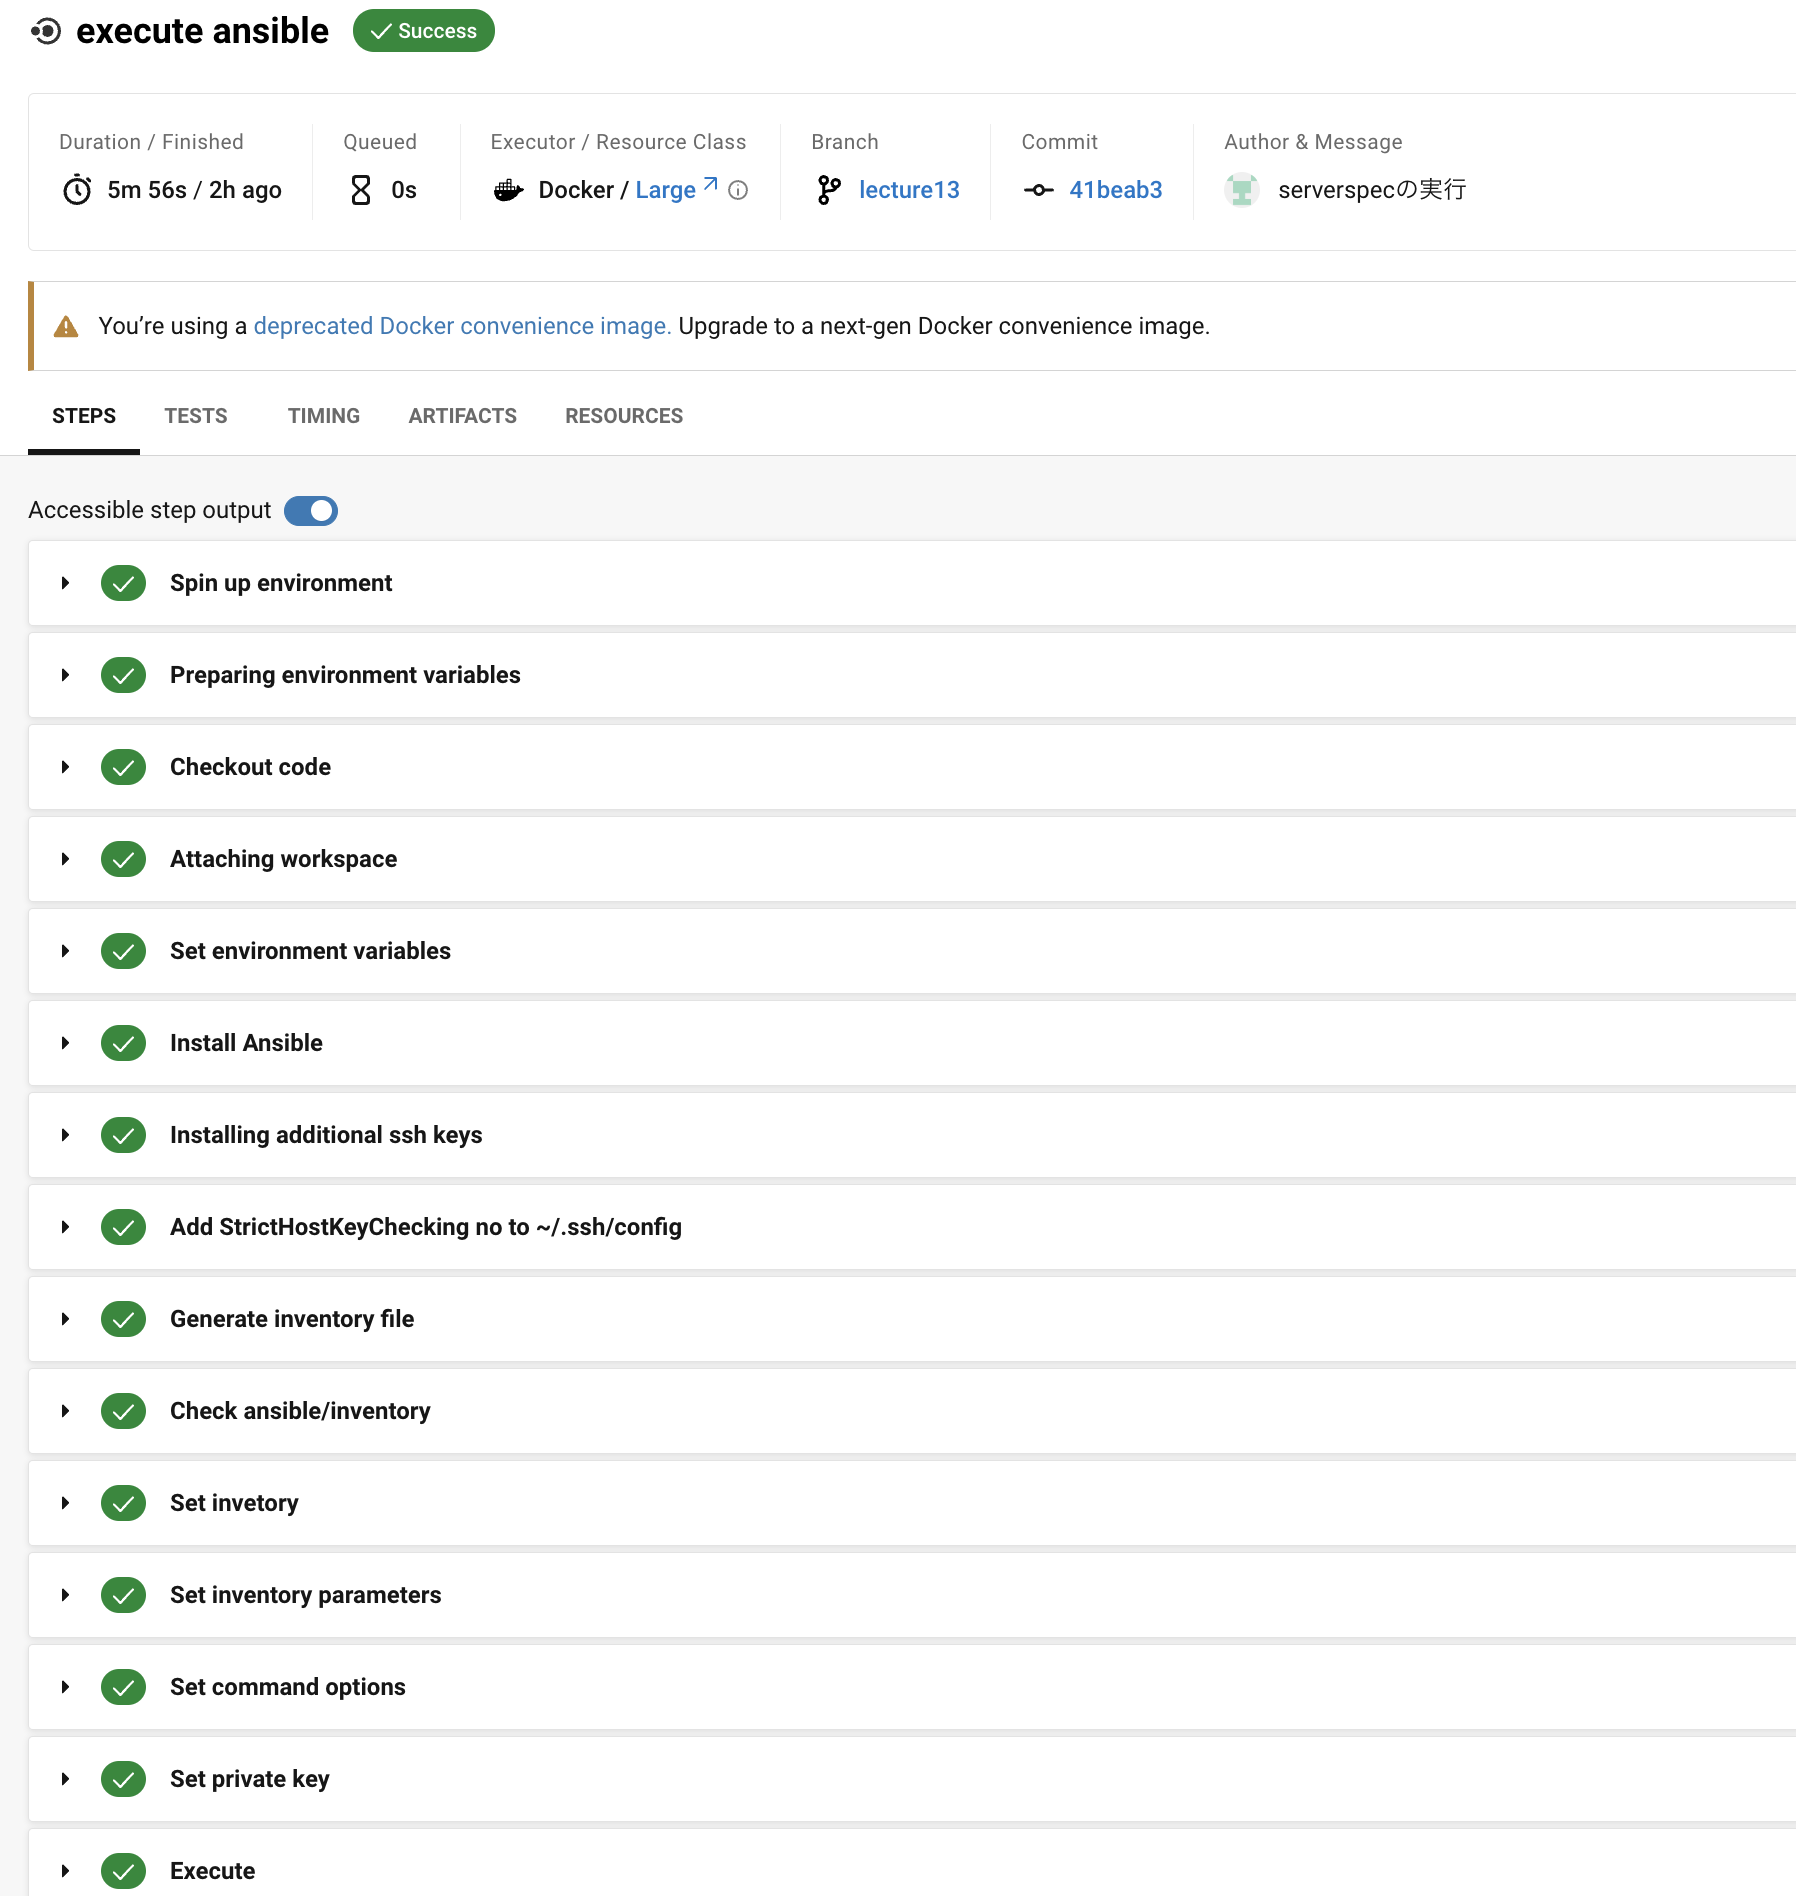 execute ansible Success
Duration / Finished Queued Executor / Resource Class Branch Commit Author & Message
5m 56s / 2h ago 0s Docker / Large lecture13 41beab3 serverspecの実行
You’re using a deprecated Docker convenience image. Upgrade to a next-gen Docker convenience image.
STEPS TESTS TIMING ARTIFACTS RESOURCES
Accessible step output
Spin up environment
Preparing environment variables
Checkout code
Attaching workspace
Set environment variables
Install Ansible
Installing additional ssh keys
Add StrictHostKeyChecking no to ~/.ssh/config
Generate inventory file
Check ansible/inventory
Set invetory
Set inventory parameters
Set command options
Set private key
Execute